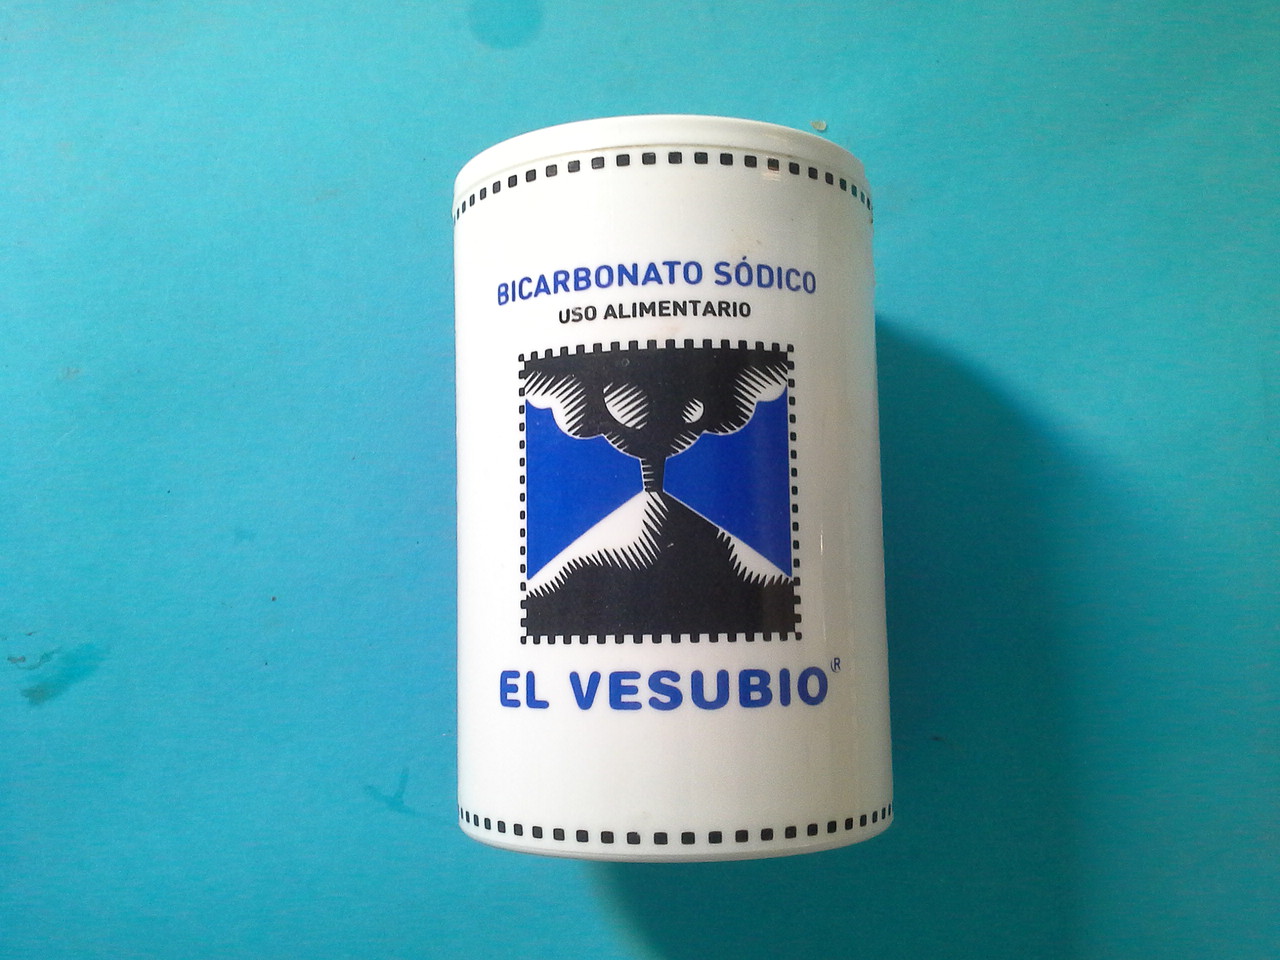 BICARBONATO SÓDICO
USO ALIMENTARIO
EL VESUBIO®